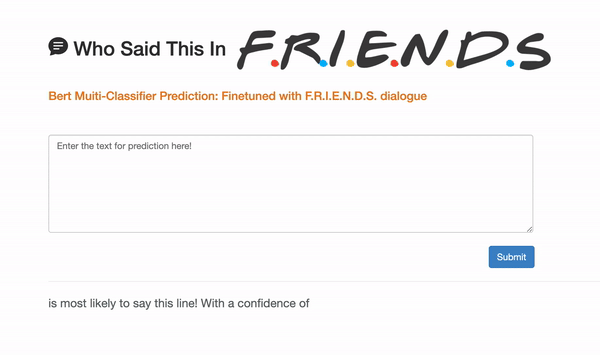 Who Said This In F.R.I.E.N.D.S
Bert Muiti-Classifier Prediction: Finetuned with F.R.I.E.N.D.S. dialogue
Enter the text for prediction here!
Submit
is most likely to say this line! With a confidence of